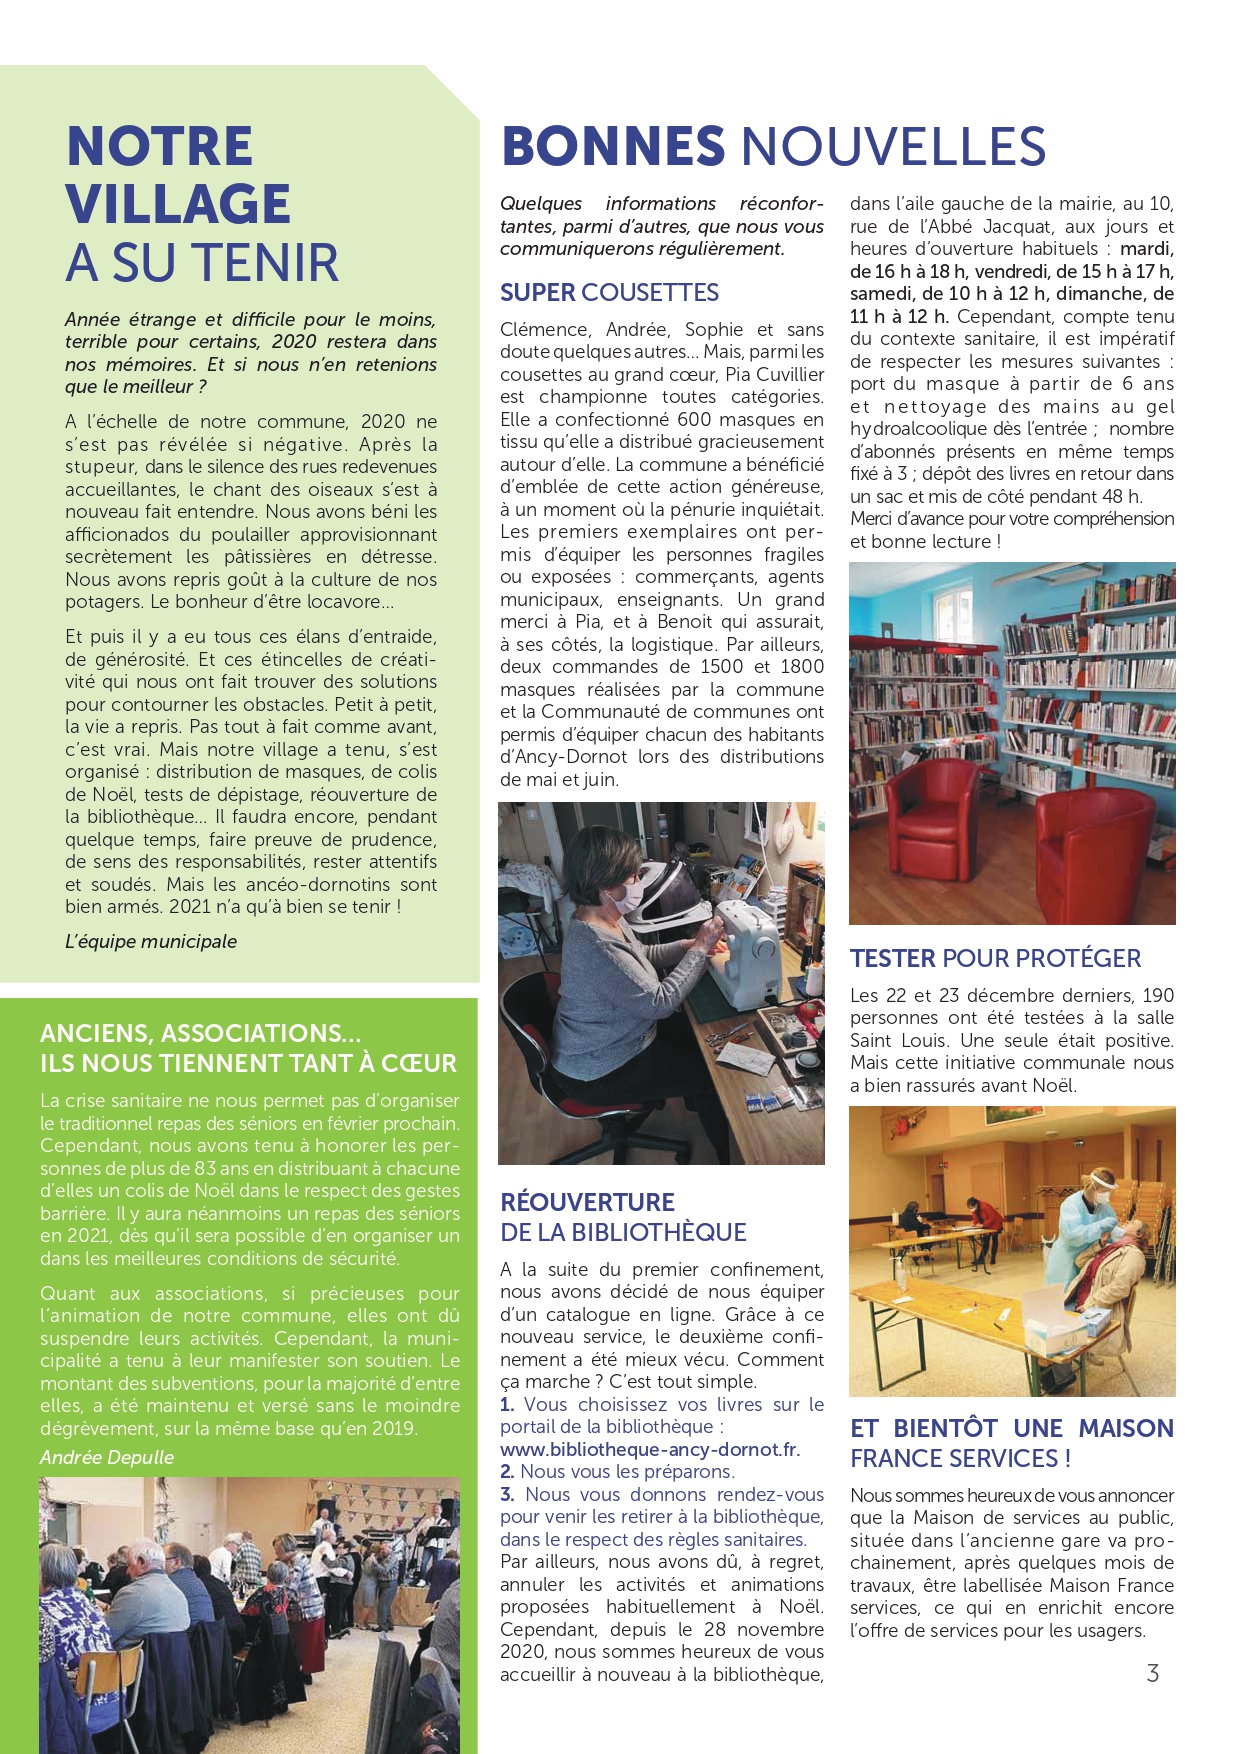 NOTRE
VILLAGE
A SU TENIR
Année étrange et difficile pour le moins,
terrible pour certains, 2020 restera dans
nos mémoires. Et si nous n’en retenions
que le meilleur ?
A l’échelle de notre commune, 2020 ne
s’est pas révélée si négative. Après la
stupeur, dans le silence des rues redevenues
accueillantes, le chant des oiseaux s’est à
nouveau fait entendre. Nous avons béni les
afficionados du poulailler approvisionnant
secrètement les pâtissières en détresse.
Nous avons repris goût à la culture de nos
potagers. Le bonheur d’être locavore…
Et puis il y a eu tous ces élans d’entraide,
de générosité. Et ces étincelles de créati-
vité qui nous ont fait trouver des solutions
pour contourner les obstacles. Petit à petit,
la vie a repris. Pas tout à fait comme avant,
c’est vrai. Mais notre village a tenu, s’est
organisé : distribution de masques, de colis
de Noël, tests de dépistage, réouverture de
la bibliothèque… Il faudra encore, pendant
quelque temps, faire preuve de prudence,
de sens des responsabilités, rester attentifs
et soudés. Mais les ancéo-dornotins sont
bien armés. 2021 n’a qu’à bien se tenir !
L’équipe municipale
ANCIENS, ASSOCIATIONS…
ILS NOUS TIENNENT TANT À CŒUR
La crise sanitaire ne nous permet pas d’organiser
le traditionnel repas des séniors en février prochain.
Cependant, nous avons tenu à honorer les per-
sonnes de plus de 83 ans en distribuant à chacune
d’elles un colis de Noël dans le respect des gestes
barrière. Il y aura néanmoins un repas des séniors
en 2021, dès qu’il sera possible d’en organiser un
dans les meilleures conditions de sécurité.
Quant aux associations, si précieuses pour
l’animation de notre commune, elles ont dû
suspendre leurs activités. Cependant, la muni-
cipalité a tenu à leur manifester son soutien. Le
montant des subventions, pour la majorité d’entre
elles, a été maintenu et versé sans le moindre
dégrèvement, sur la même base qu’en 2019.
Andrée Depulle
BONNES NOUVELLES
Quelques informations réconfor-
tantes, parmi d’autres, que nous vous
communiquerons régulièrement.
SUPER COUSETTES
Clémence, Andrée, Sophie et sans
doute quelques autres… Mais, parmi les
cousettes au grand cœur, Pia Cuvillier
est championne toutes catégories.
Elle a confectionné 600 masques en
tissu qu’elle a distribué gracieusement
autour d’elle. La commune a bénéficié
d’emblée de cette action généreuse,
à un moment où la pénurie inquiétait.
Les premiers exemplaires ont per-
mis d’équiper les personnes fragiles
ou exposées : commerçants, agents
municipaux, enseignants. Un grand
merci à Pia, et à Benoit qui assurait,
à ses côtés, la logistique. Par ailleurs,
deux commandes de 1500 et 1800
masques réalisées par la commune
et la Communauté de communes ont
permis d’équiper chacun des habitants
d’Ancy-Dornot lors des distributions
de mai et juin.
RÉOUVERTURE
DE LA BIBLIOTHÈQUE
A la suite du premier confinement,
nous avons décidé de nous équiper
d’un catalogue en ligne. Grâce à ce
nouveau service, le deuxième confi-
nement a été mieux vécu. Comment
ça marche ? C’est tout simple.
1. Vous choisissez vos livres sur le
portail de la bibliothèque :
www.bibliotheque-ancy-dornot.fr.
2. Nous vous les préparons.
3. Nous vous donnons rendez-vous
pour venir les retirer à la bibliothèque,
dans le respect des règles sanitaires.
Par ailleurs, nous avons dû, à regret,
annuler les activités et animations
proposées habituellement à Noël.
Cependant, depuis le 28 novembre
2020, nous sommes heureux de vous
accueillir à nouveau à la bibliothèque,
dans l’aile gauche de la mairie, au 10,
rue de l’Abbé Jacquat, aux jours et
heures d’ouverture habituels : mardi,
de 16 h à 18 h, vendredi, de 15 h à 17 h,
samedi, de 10 h à 12 h, dimanche, de
11 h à 12 h. Cependant, compte tenu
du contexte sanitaire, il est impératif
de respecter les mesures suivantes :
port du masque à partir de 6 ans
et nettoyage des mains au gel
hydroalcoolique dès l’entrée ; nombre
d’abonnés présents en même temps
fixé à 3 ; dépôt des livres en retour dans
un sac et mis de côté pendant 48 h.
Merci d’avance pour votre compréhension
et bonne lecture !
TESTER POUR PROTÉGER
Les 22 et 23 décembre derniers, 190
personnes ont été testées à la salle
Saint Louis. Une seule était positive.
Mais cette initiative communale nous
a bien rassurés avant Noël.
ET BIENTÔT UNE MAISON
FRANCE SERVICES !
Nous sommes heureux de vous annoncer
que la Maison de services au public,
située dans l’ancienne gare va pro-
chainement, après quelques mois de
travaux, être labellisée Maison France
services, ce qui en enrichit encore
l’offre de services pour les usagers.
3